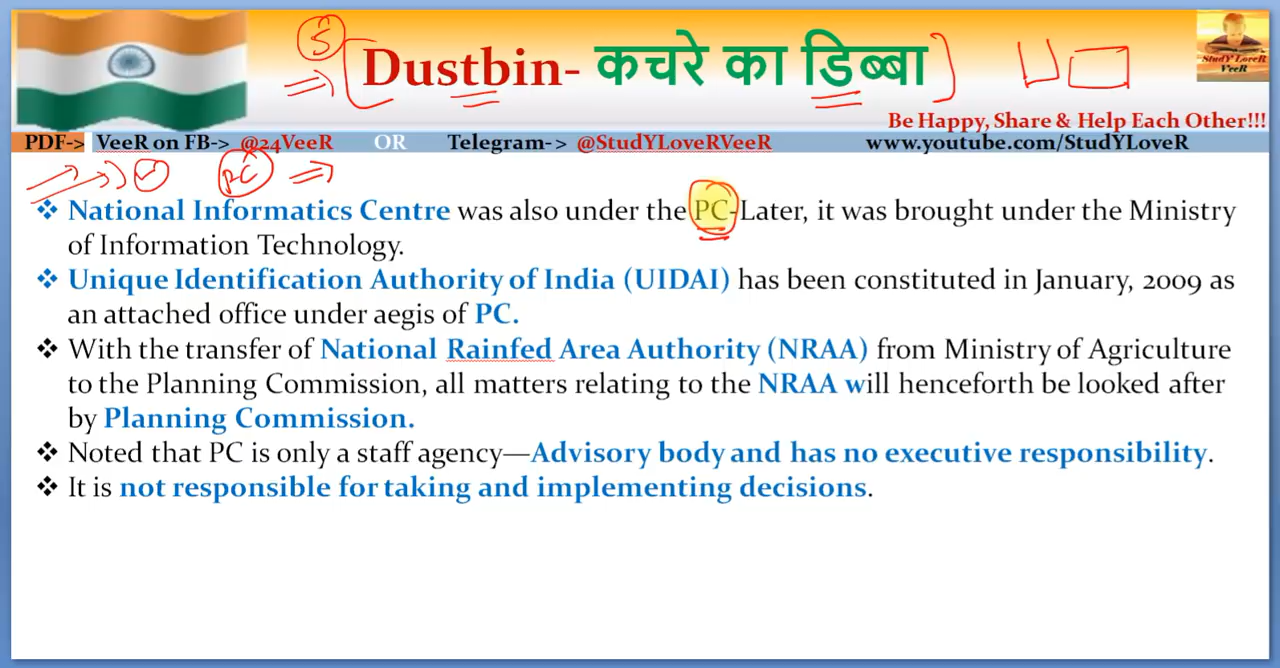 S
Dustbin- कचरे का डिब्बा
StudY LoveR
VeeR
Be Happy, Share & Help Each Other!!!
PDF-> VeeR on FB-> @24VeeR OR Telegram-> @StudYLoveRVeeR www.youtube.com/StudYLoveR
PC
❖ National Informatics Centre was also under the PC-Later, it was brought under the Ministry
of Information Technology.
❖ Unique Identification Authority of India (UIDAI) has been constituted in January, 2009 as
an attached office under aegis of PC.
❖ With the transfer of National Rainfed Area Authority (NRAA) from Ministry of Agriculture
to the Planning Commission, all matters relating to the NRAA will henceforth be looked after
by Planning Commission.
❖ Noted that PC is only a staff agency—Advisory body and has no executive responsibility.
❖ It is not responsible for taking and implementing decisions.